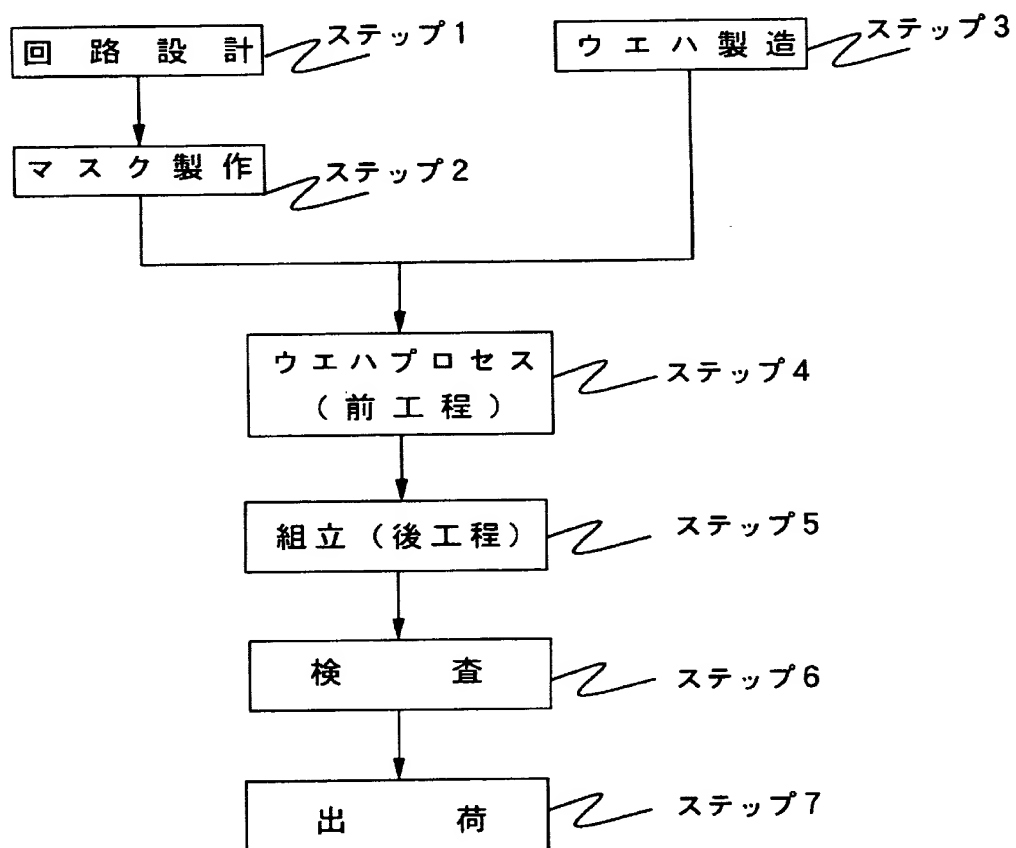 回路設計
ステップ1
ウエハ製造
ステップ3
マスク製作
ステップ2
ウエハプロセス
(前工程)
ステップ4
組立(後工程)
ステップ5
検査
ステップ6
出荷
ステップ7